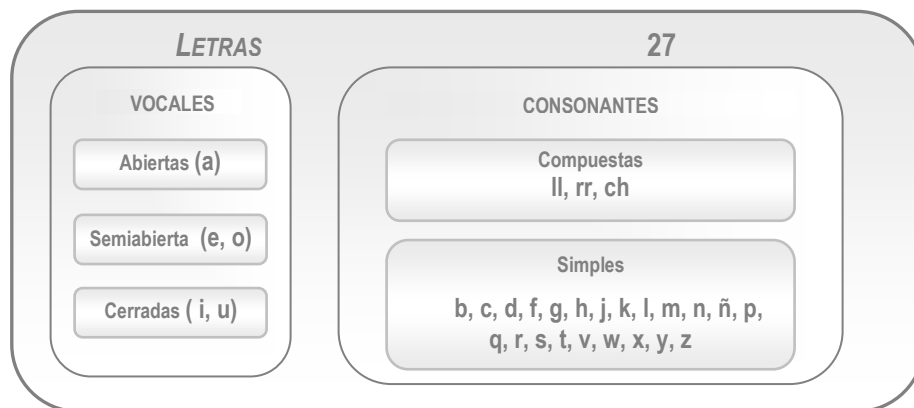 LETRAS 27
VOCALES
Abiertas (a)
Semiabierta (e, o)
Cerradas ( i, u)
CONSONANTES
Compuestas
ll, rr, ch
Simples
b, c, d, f, g, h, j, k, l, m, n, ñ, p,
q, r, s, t, v, w, x, y, z